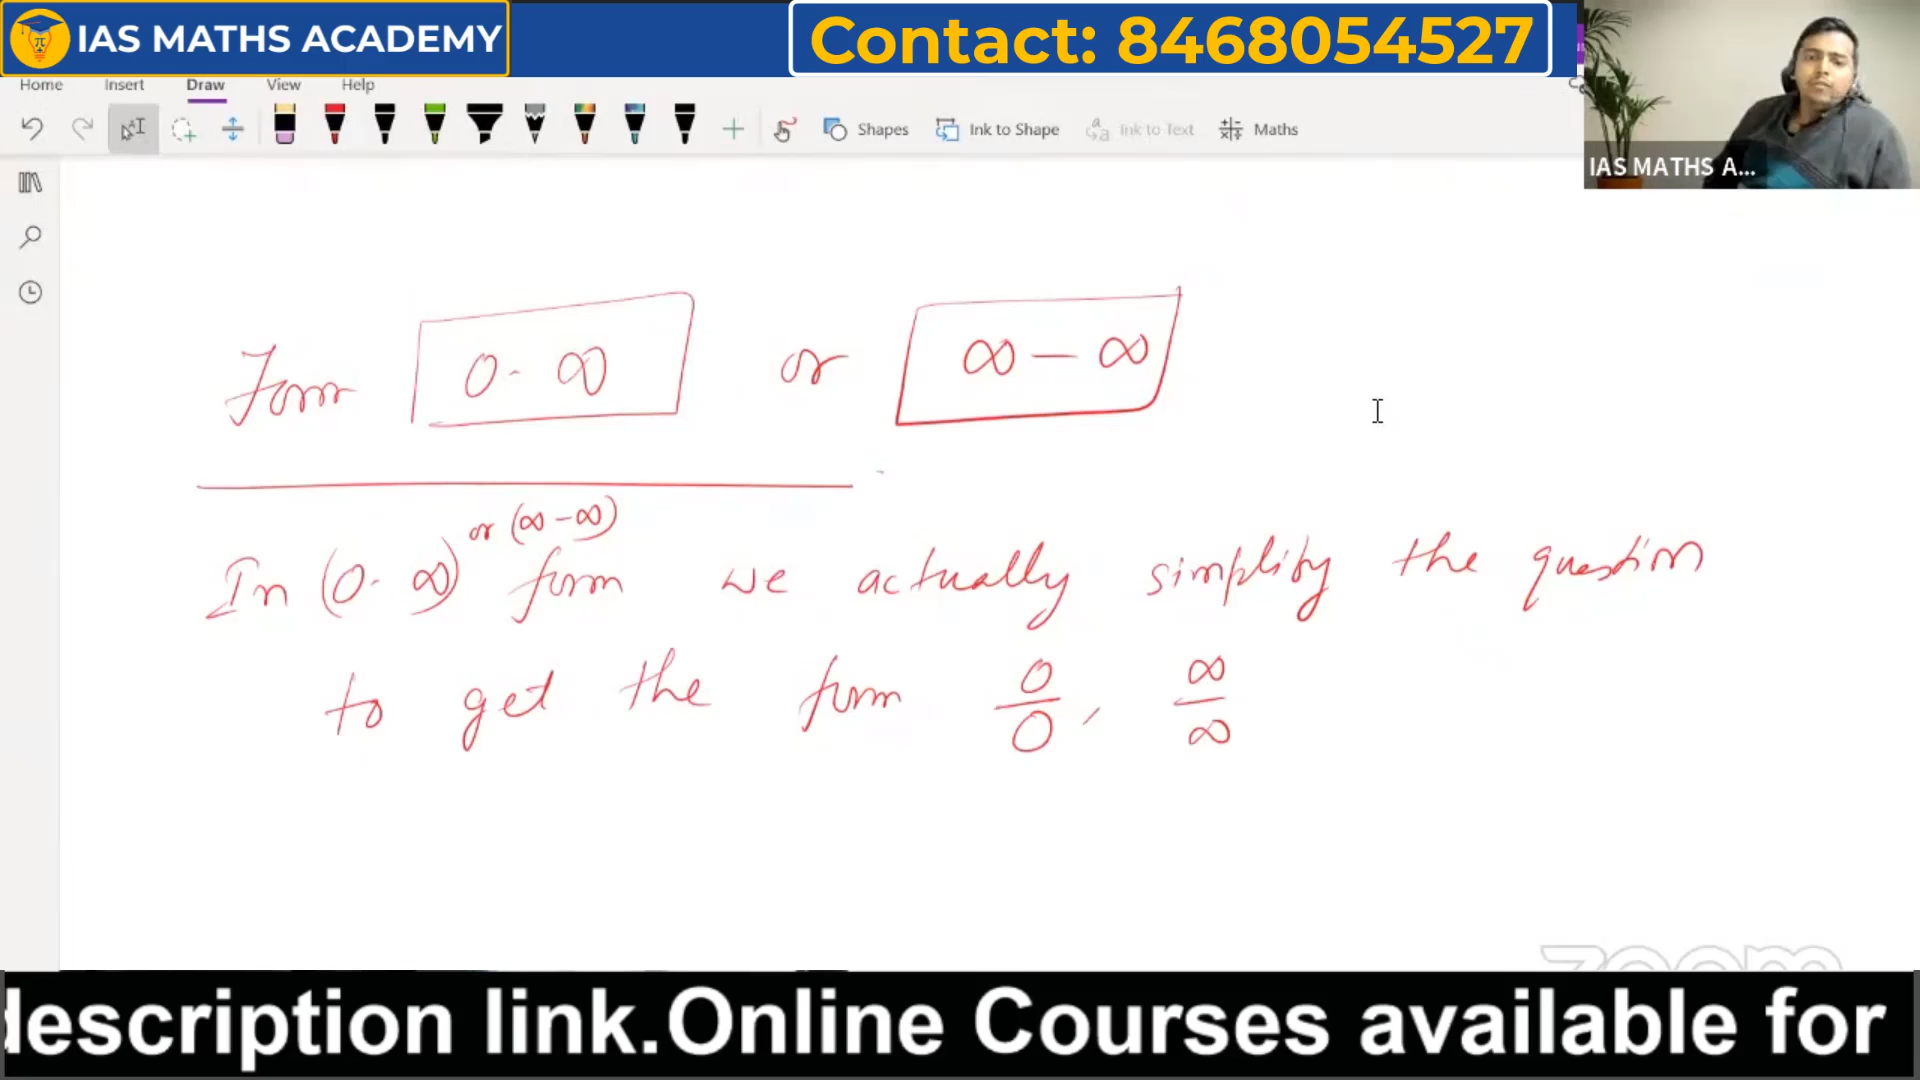 IAS MATHS ACADEMY
Contact: 8468054527
Home Insert Draw View Help
Shapes Ink to Shape Ink to Text Maths
IAS MATHS A...
Form 0 · ∞ or ∞ − ∞
or (∞ − ∞)
In (0 · ∞) form we actually simplify the question
to get the form 0/0, ∞/∞
zoom
description link.Online Courses available for